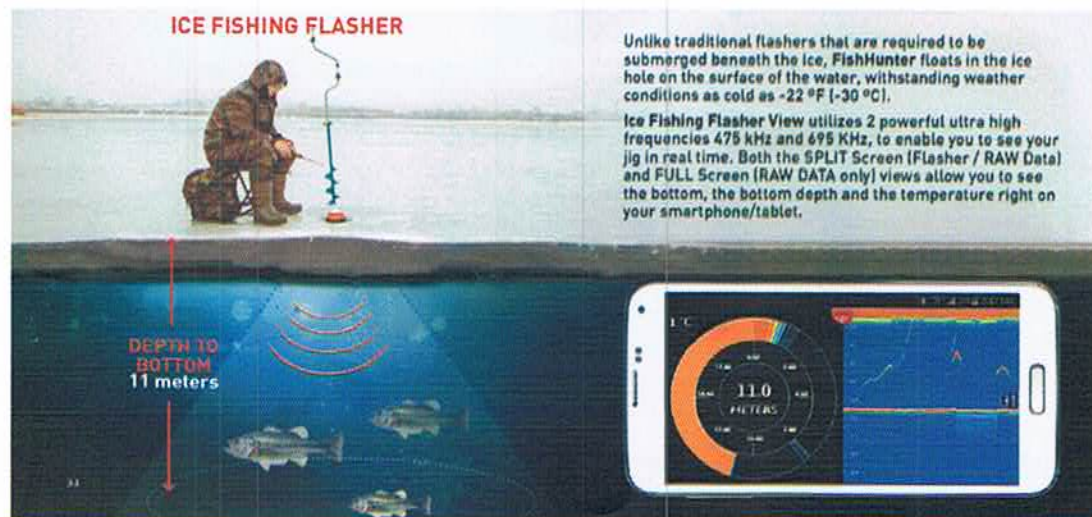 ICE FISHING FLASHER
Unlike traditional flashers that are required to be
submerged beneath the ice, FishHunter floats in the ice
hole on the surface of the water, withstanding weather
conditions as cold as -22 ºF (-30 ºC).
Ice Fishing Flasher View utilizes 2 powerful ultra high
frequencies 475 kHz and 695 KHz, to enable you to see your
jig in real time. Both the SPLIT Screen (Flasher / RAW Data)
and FULL Screen (RAW DATA only) views allow you to see
the bottom, the bottom depth and the temperature right on
your smartphone/tablet.
DEPTH TO
BOTTOM
11 meters
1 °C
11.0
METERS